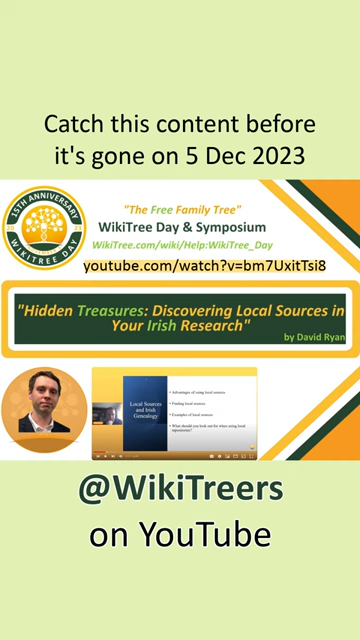 Catch this content before
it's gone on 5 Dec 2023
15TH ANNIVERSARY
WIKITREE DAY
"The Free Family Tree"
WikiTree Day & Symposium
WikiTree.com/wiki/Help:WikiTree_Day
youtube.com/watch?v=bm7UxitTsi8
"Hidden Treasures: Discovering Local Sources in
Your Irish Research"
by David Ryan
Local Sources
and Irish
Genealogy
• Advantages of using local sources
• Finding local sources
• Examples of local sources
• What should you look out for when using local
repositories?
@WikiTreers
on YouTube